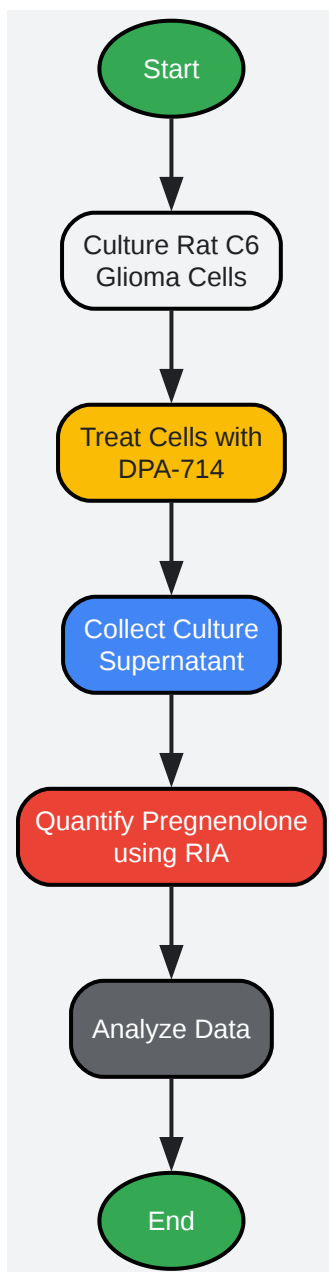 Start
Culture Rat C6
Glioma Cells
Treat Cells with
DPA-714
Collect Culture
Supernatant
Quantify Pregnenolone
using RIA
Analyze Data
End